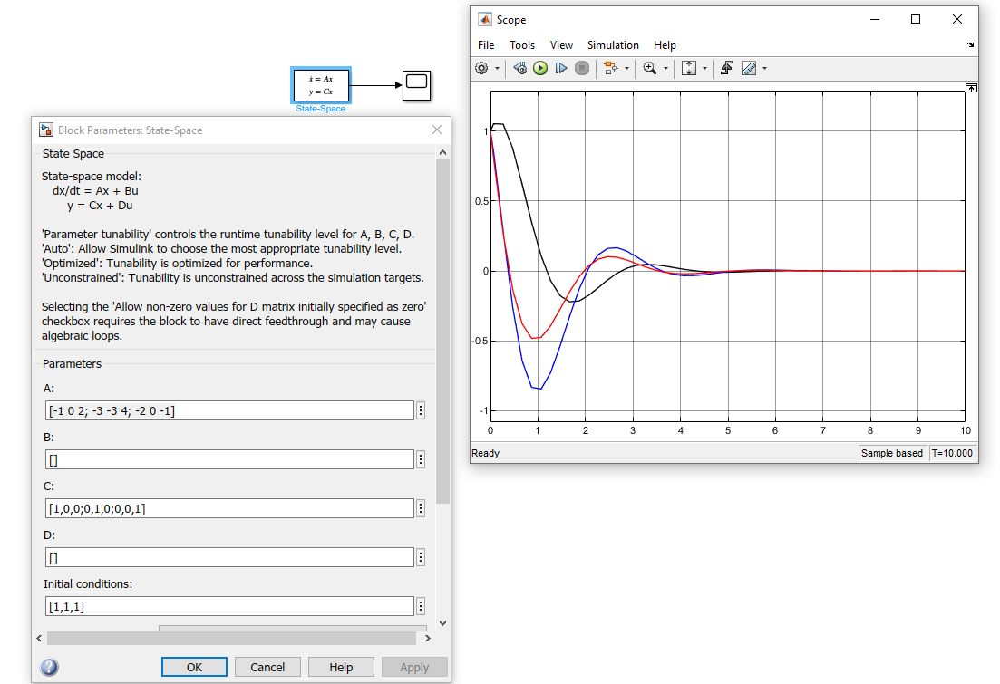 ẋ = Ax
y = Cx
State-Space
Block Parameters: State-Space
State Space
State-space model:
dx/dt = Ax + Bu
y = Cx + Du
'Parameter tunability' controls the runtime tunability level for A, B, C, D.
'Auto': Allow Simulink to choose the most appropriate tunability level.
'Optimized': Tunability is optimized for performance.
'Unconstrained': Tunability is unconstrained across the simulation targets.
Selecting the 'Allow non-zero values for D matrix initially specified as zero'
checkbox requires the block to have direct feedthrough and may cause
algebraic loops.
Parameters
A:
[-1 0 2; -3 -3 4; -2 0 -1]
B:
[]
C:
[1,0,0;0,1,0;0,0,1]
D:
[]
Initial conditions:
[1,1,1]
OK Cancel Help Apply
Scope
File Tools View Simulation Help
1
0.5
0
-0.5
-1
0 1 2 3 4 5 6 7 8 9 10
Ready Sample based T=10.000